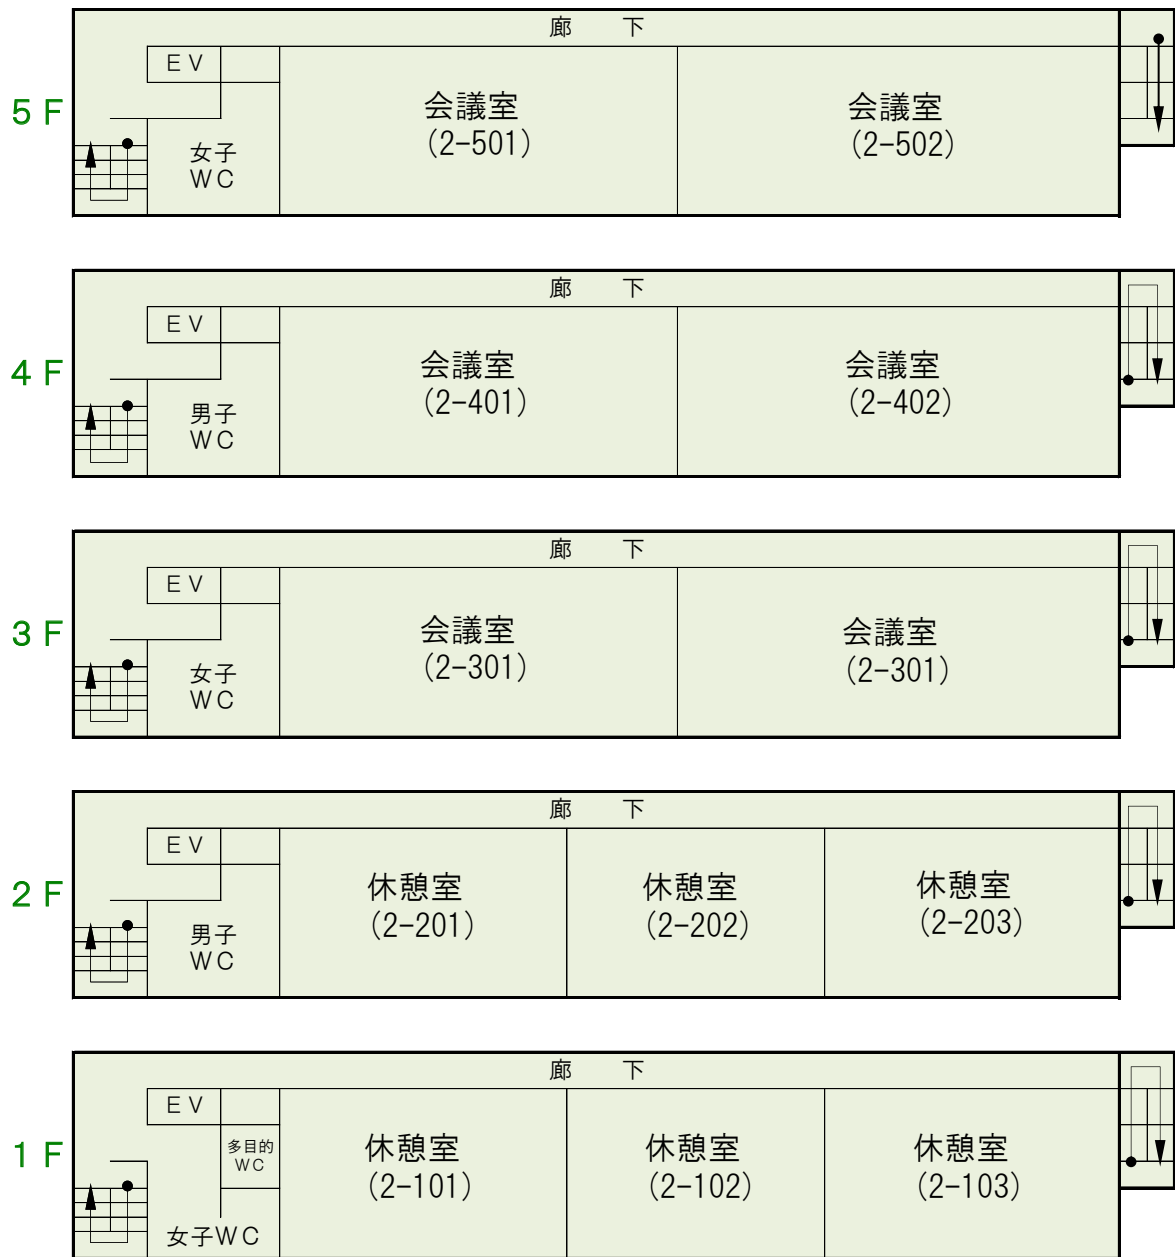 廊 下
5F
EV
女子
WC
会議室
(2-501)
会議室
(2-502)
廊 下
4F
EV
男子
WC
会議室
(2-401)
会議室
(2-402)
廊 下
3F
EV
女子
WC
会議室
(2-301)
会議室
(2-301)
廊 下
2F
EV
男子
WC
休憩室
(2-201)
休憩室
(2-202)
休憩室
(2-203)
廊 下
1F
EV
多目的
WC
女子WC
休憩室
(2-101)
休憩室
(2-102)
休憩室
(2-103)